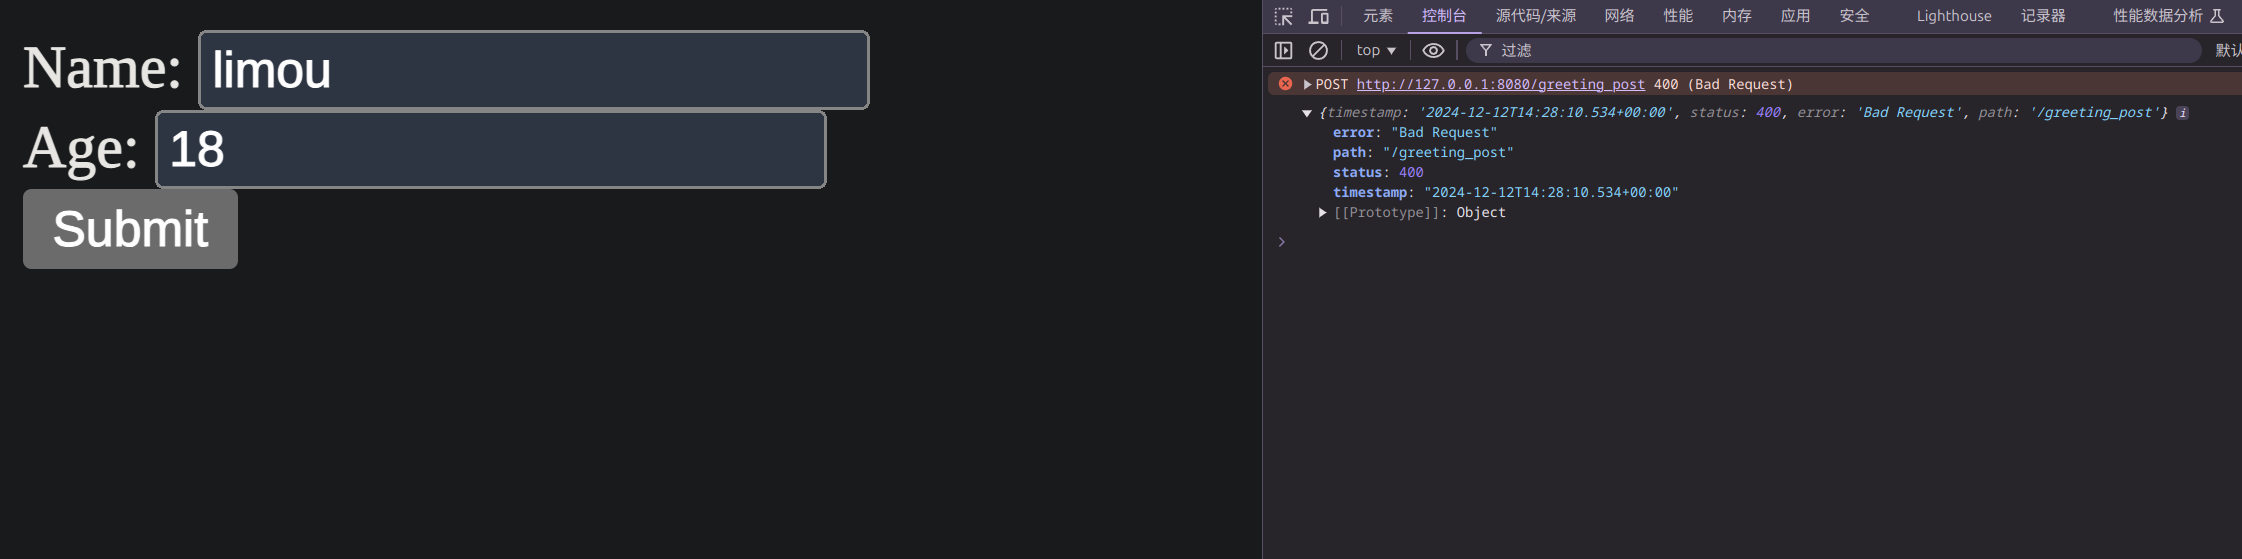 Name: limou
Age: 18
Submit
元素 控制台 源代码/来源 网络 性能 内存 应用 安全 Lighthouse 记录器 性能数据分析
top 过滤 默认
POST http://127.0.0.1:8080/greeting_post 400 (Bad Request)
{timestamp: '2024-12-12T14:28:10.534+00:00', status: 400, error: 'Bad Request', path: '/greeting_post'} i
error: "Bad Request"
path: "/greeting_post"
status: 400
timestamp: "2024-12-12T14:28:10.534+00:00"
[[Prototype]]: Object